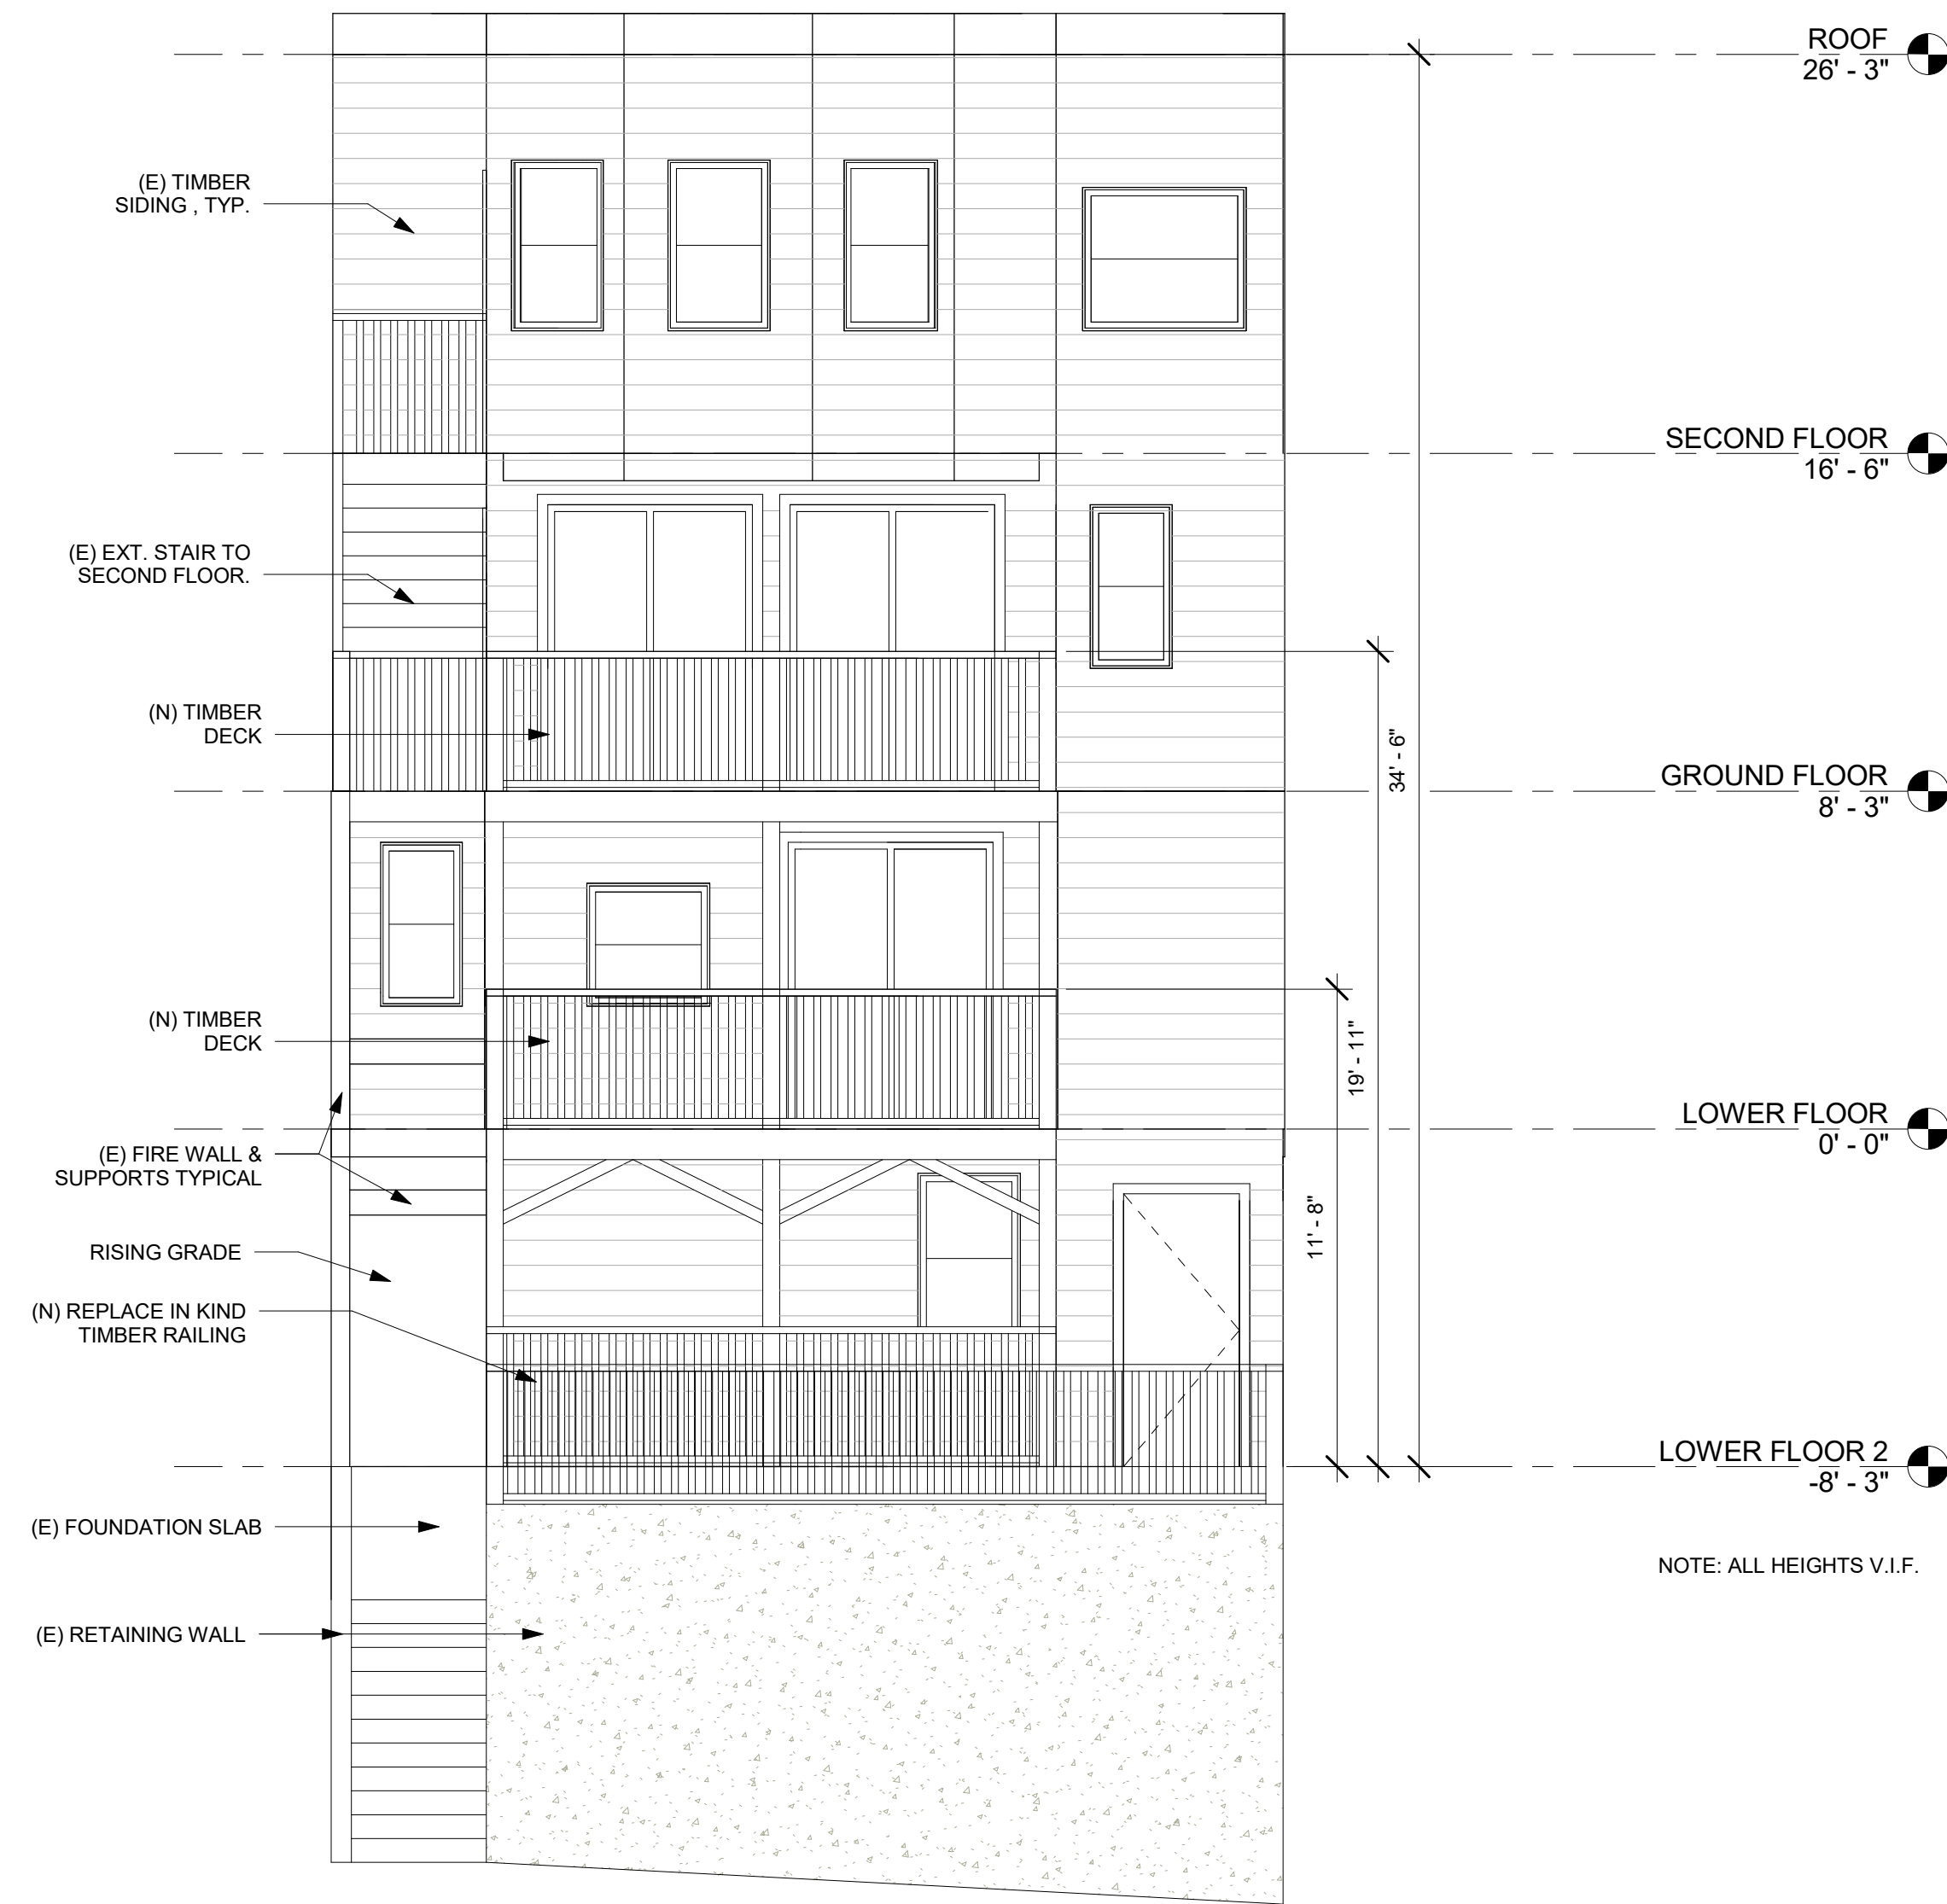 ROOF
26' - 3"
(E) TIMBER
SIDING , TYP.
SECOND FLOOR
16' - 6"
(E) EXT. STAIR TO
SECOND FLOOR.
(N) TIMBER
DECK
34' - 6"
GROUND FLOOR
8' - 3"
(N) TIMBER
DECK
19' - 11"
LOWER FLOOR
0' - 0"
(E) FIRE WALL &
SUPPORTS TYPICAL
11' - 8"
RISING GRADE
(N) REPLACE IN KIND
TIMBER RAILING
LOWER FLOOR 2
-8' - 3"
(E) FOUNDATION SLAB
NOTE: ALL HEIGHTS V.I.F.
(E) RETAINING WALL